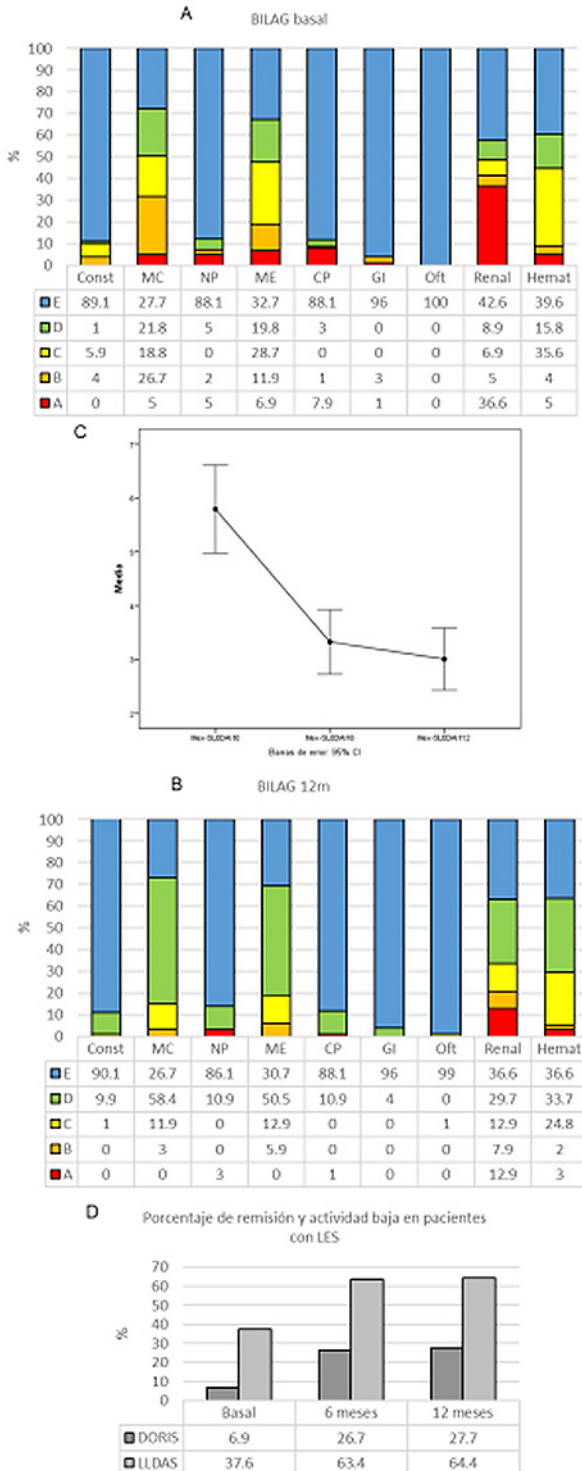 A
BILAG basal
100
90
80
70
60
50
40
30
20
10
0
%
Const MC NP ME CP GI Oft Renal Hemat
E 89.1 27.7 88.1 32.7 88.1 96 100 42.6 39.6
D 1 21.8 5 19.8 3 0 0 8.9 15.8
C 5.9 18.8 0 28.7 0 0 0 6.9 35.6
B 4 26.7 2 11.9 1 3 0 5 4
A 0 5 5 6.9 7.9 1 0 36.6 5
C
7
6
5
4
3
2
Media
Barras de error: 95% CI
B
BILAG 12m
100
90
80
70
60
50
40
30
20
10
0
%
Const MC NP ME CP GI Oft Renal Hemat
E 90.1 26.7 86.1 30.7 88.1 96 99 36.6 36.6
D 9.9 58.4 10.9 50.5 10.9 4 0 29.7 33.7
C 1 11.9 0 12.9 0 0 1 12.9 24.8
B 0 3 0 5.9 0 0 0 7.9 2
A 0 0 3 0 1 0 0 12.9 3
D
Porcentaje de remisión y actividad baja en pacientes
con LES
70
60
50
40
30
20
10
0
%
Basal 6 meses 12 meses
DORIS 6.9 26.7 27.7
LLDAS 37.6 63.4 64.4